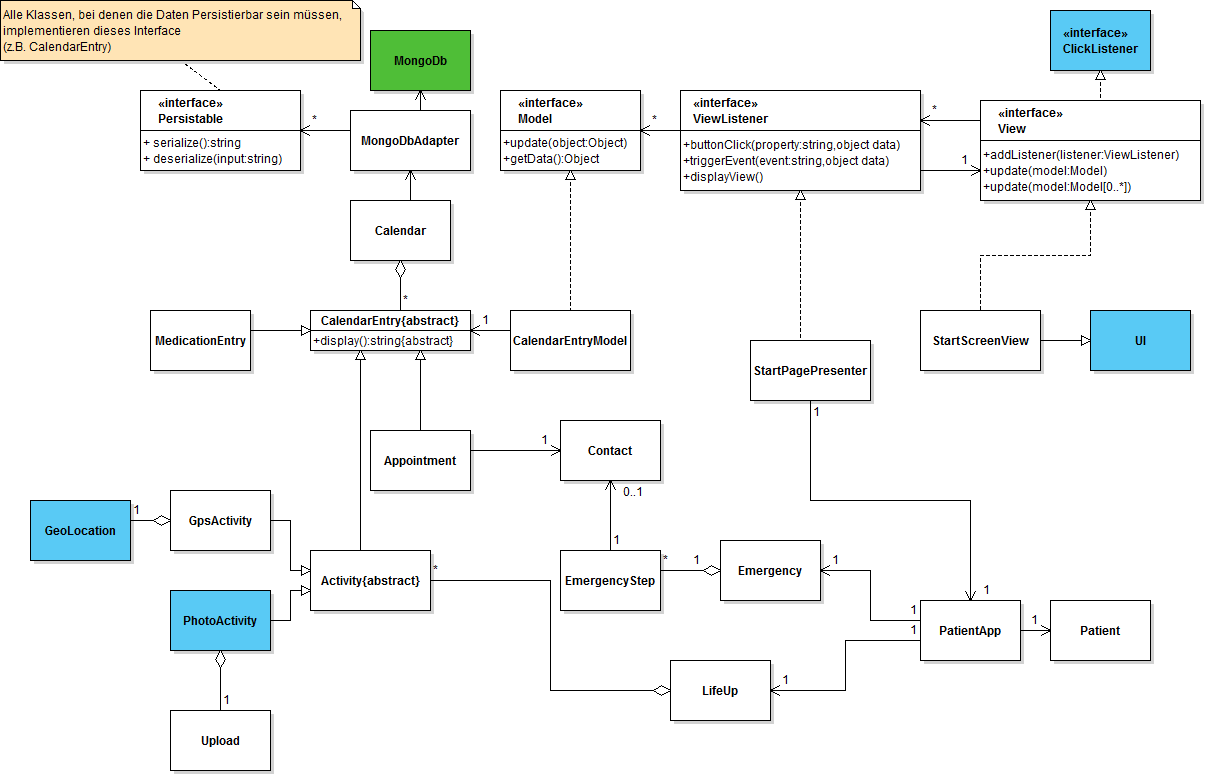 Alle Klassen, bei denen die Daten Persistierbar sein müssen,
implementieren dieses Interface
(z.B. CalendarEntry)
MongoDb
«interface»
ClickListener
«interface»
Persistable
+ serialize():string
+ deserialize(input:string)
*
MongoDbAdapter
«interface»
Model
+update(object:Object)
+getData():Object
*
«interface»
ViewListener
+buttonClick(property:string,object data)
+triggerEvent(event:string,object data)
+displayView()
*
1
«interface»
View
+addListener(listener:ViewListener)
+update(model:Model)
+update(model:Model[0..*])
Calendar
*
MedicationEntry
CalendarEntry{abstract}
+display():string{abstract}
1
CalendarEntryModel
StartPagePresenter
1
StartScreenView
UI
Appointment
1
Contact
0..1
GeoLocation
1
GpsActivity
Activity{abstract}
*
1
EmergencyStep
*
1
Emergency
1
1
1
1
PatientApp
1
Patient
PhotoActivity
1
Upload
LifeUp
1